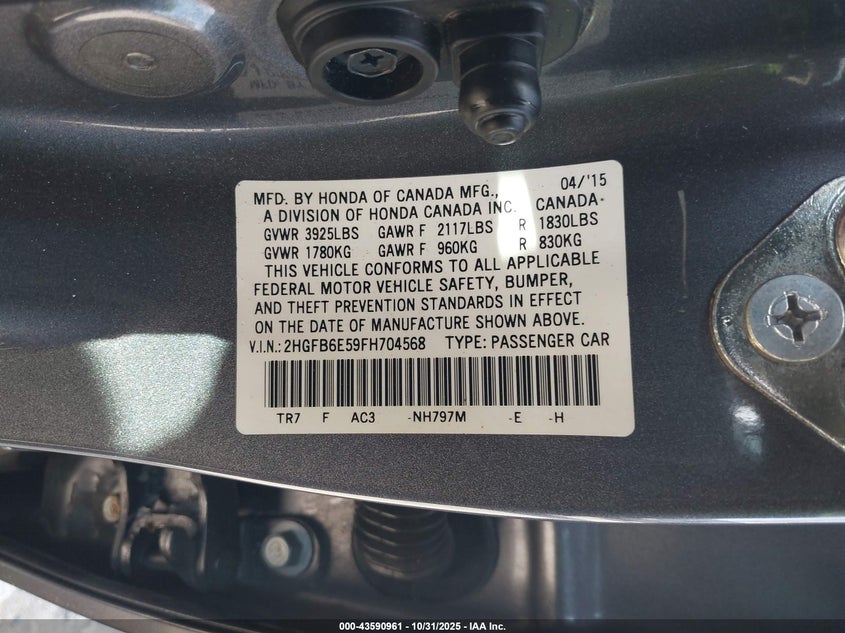 MFD. BY HONDA OF CANADA MFG., 04/'15
A DIVISION OF HONDA CANADA INC. CANADA
GVWR 3925LBS GAWR F 2117LBS R 1830LBS
GVWR 1780KG GAWR F 960KG R 830KG
THIS VEHICLE CONFORMS TO ALL APPLICABLE
FEDERAL MOTOR VEHICLE SAFETY, BUMPER,
AND THEFT PREVENTION STANDARDS IN EFFECT
ON THE DATE OF MANUFACTURE SHOWN ABOVE.
V.I.N.: 2HGFB6E59FH704568 TYPE: PASSENGER CAR
TR7 F AC3 -NH797M -E -H
000-43590961 - 10/31/2025 - IAA Inc.